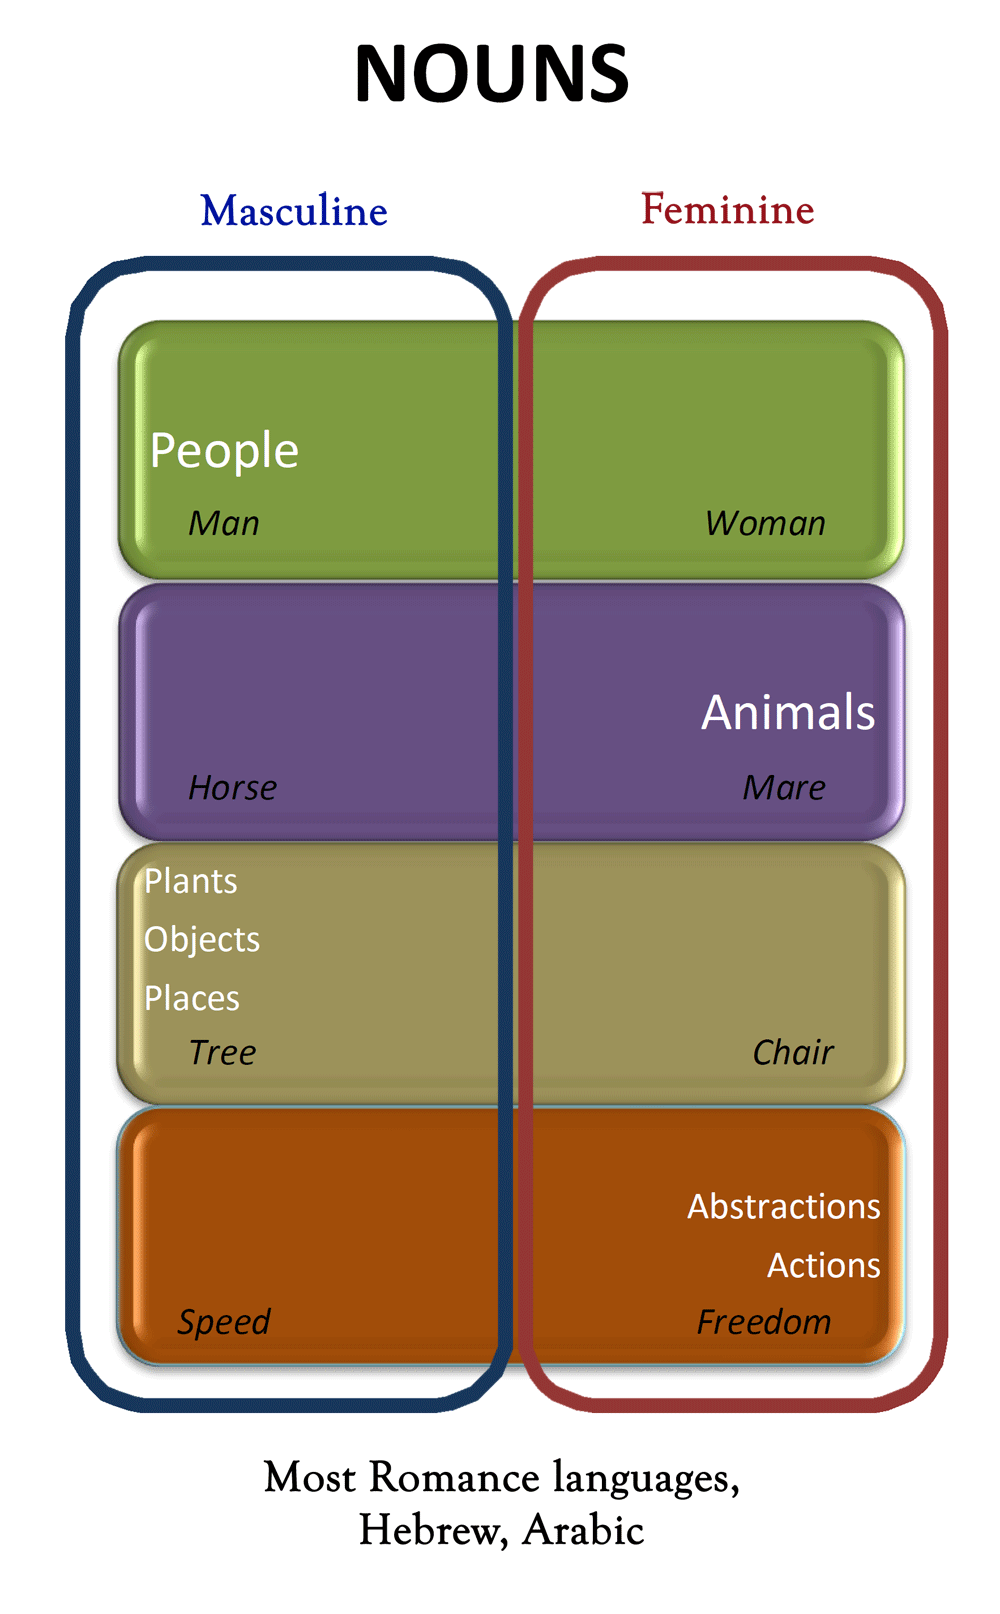 NOUNS
Masculine
Feminine
People
Man
Woman
Animals
Horse
Mare
Plants
Objects
Places
Tree
Chair
Abstractions
Actions
Speed
Freedom
Most Romance languages,
Hebrew, Arabic